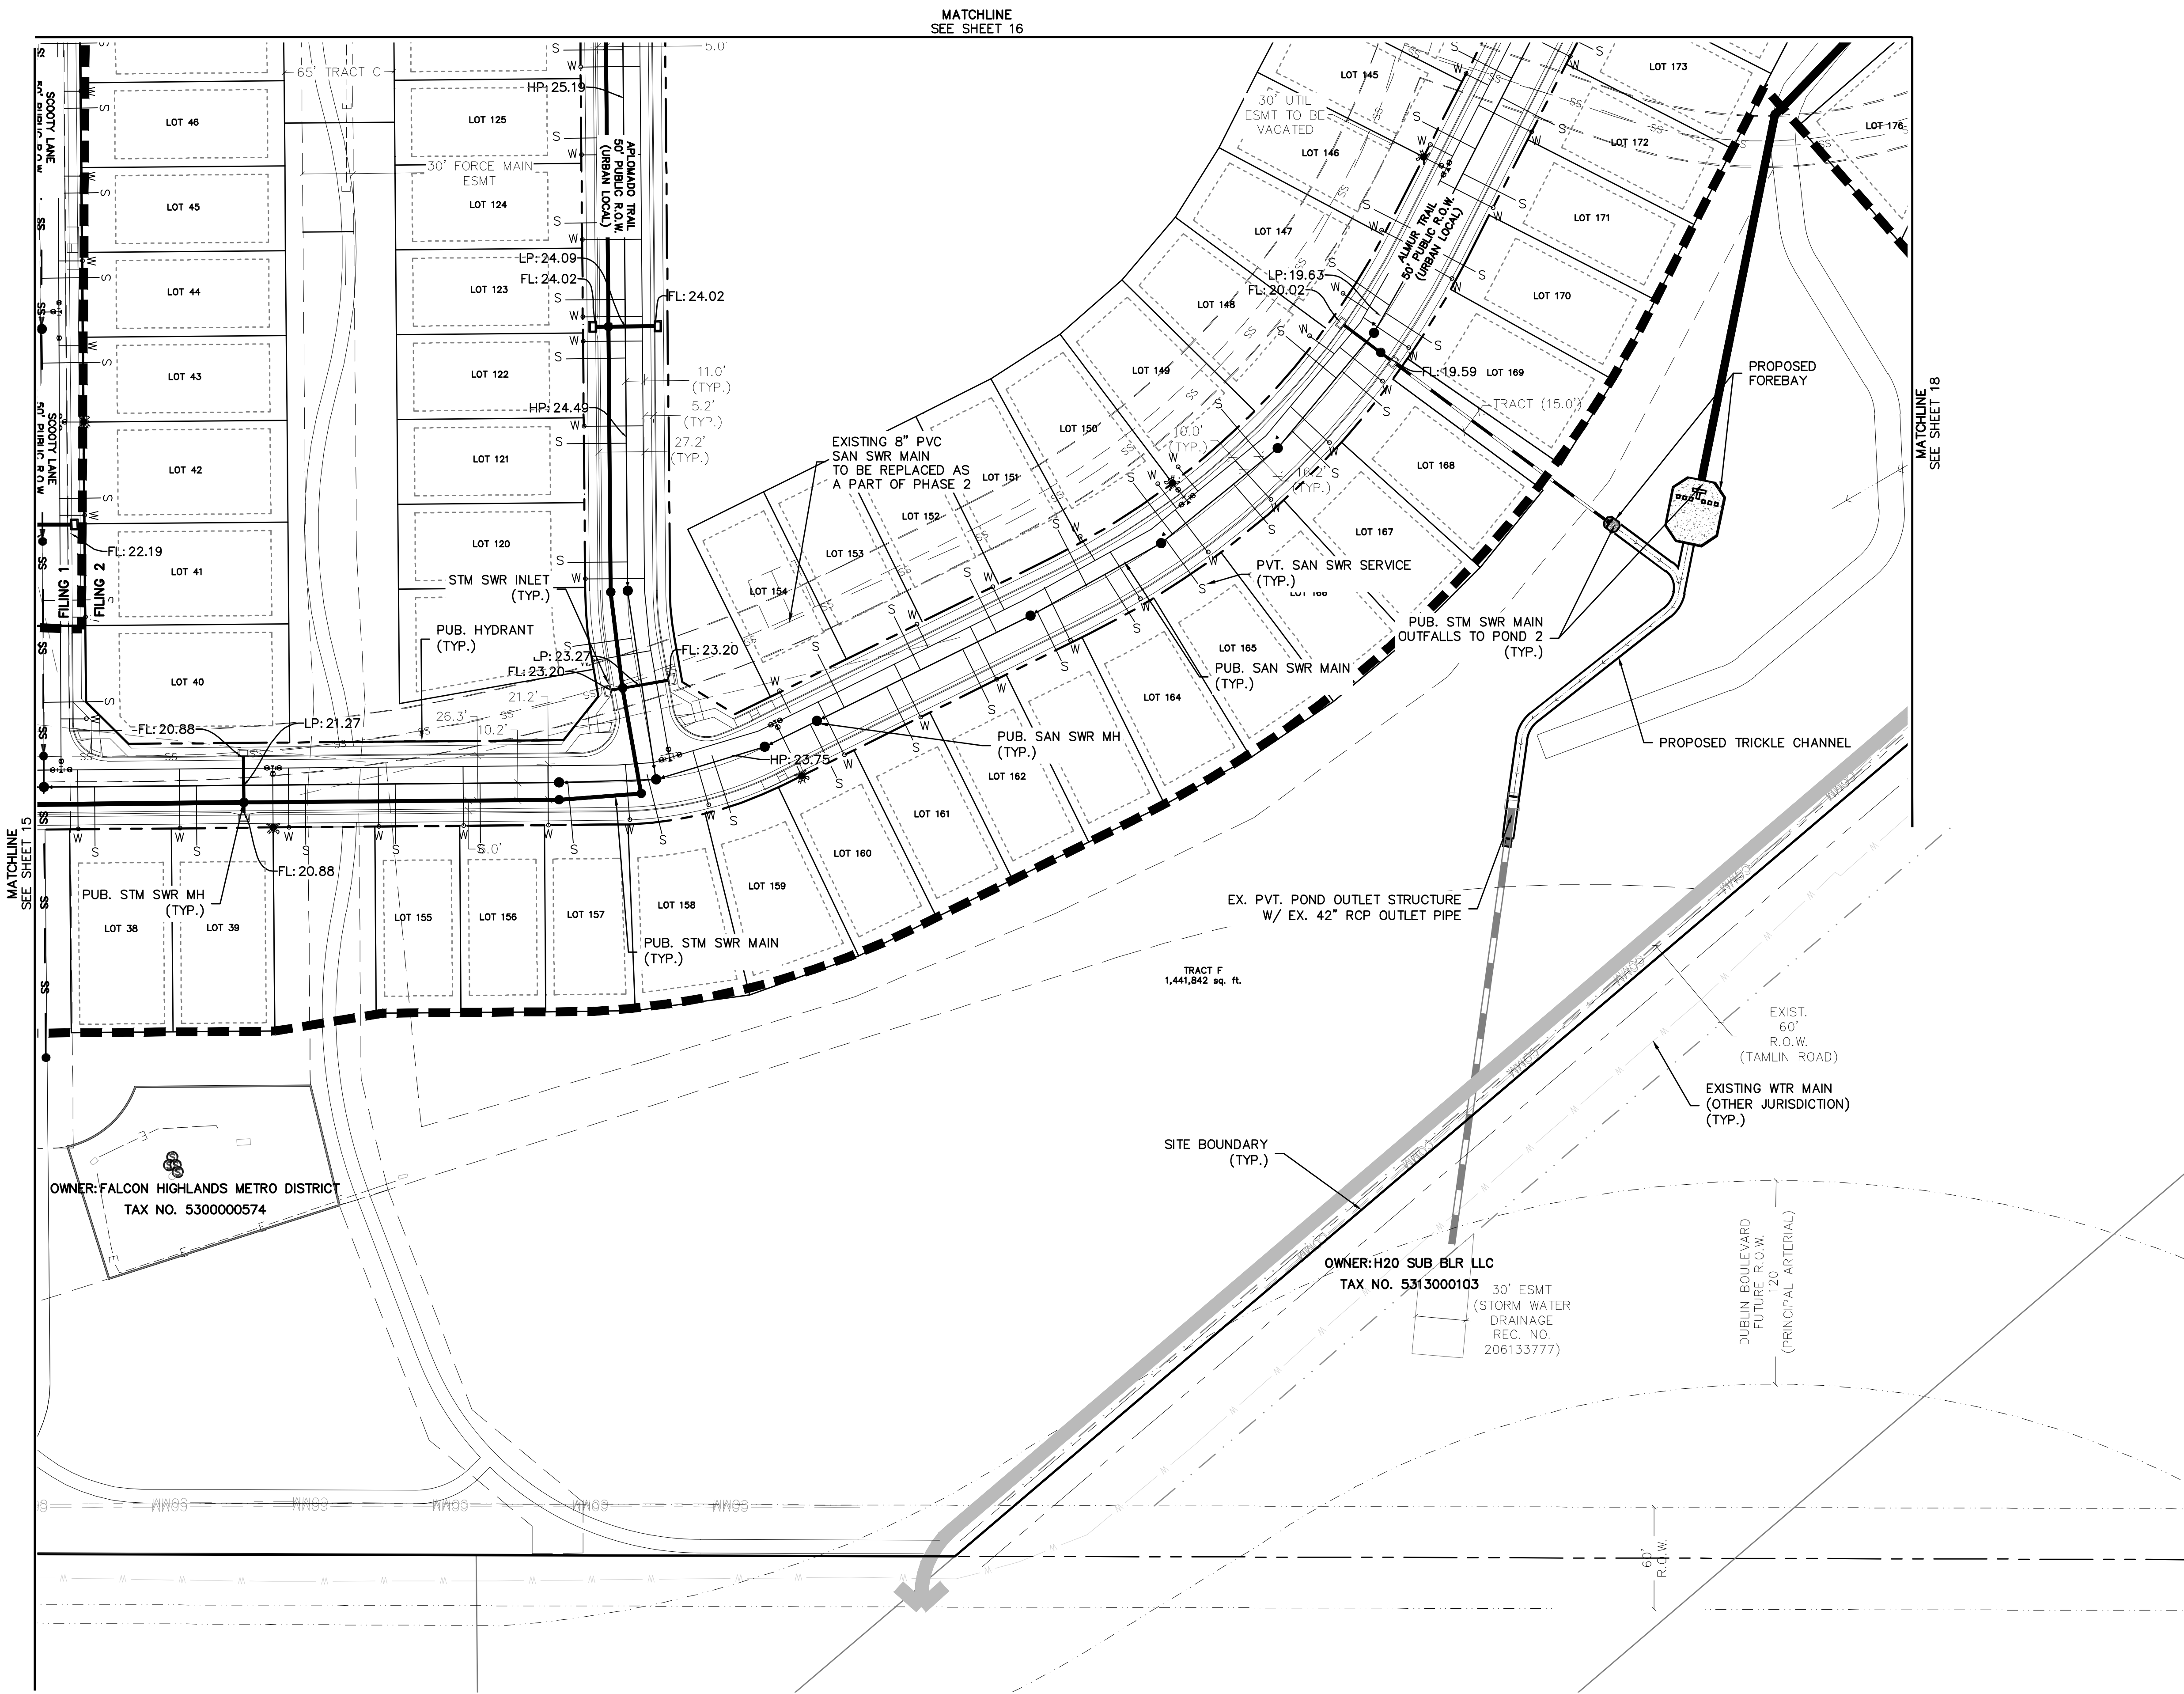 MATCHLINE
SEE SHEET 16
SCOOTY LANE
LOT 46
65' TRACT C
LOT 125
HP: 25.19
5.0
APLOMADO TRAIL
50' PUBLIC R.O.W.
(URBAN LOCAL)
30' FORCE MAIN
ESMT
LOT 45
LOT 124
LP: 24.09
FL: 24.02
FL: 24.02
LOT 44
LOT 123
LOT 43
LOT 122
11.0'
(TYP.)
HP: 24.49
5.2'
(TYP.)
27.2'
(TYP.)
SCOOTY LANE
50' PUBLIC R.O.W
LOT 42
LOT 121
FL: 22.19
LOT 41
LOT 120
FILING 1
FILING 2
STM SWR INLET
(TYP.)
PUB. HYDRANT
(TYP.)
LOT 40
LP: 23.27
FL: 23.20
FL: 23.20
21.2'
26.3'
10.2'
FL: 20.88
LP: 21.27
EXISTING 8" PVC
SAN SWR MAIN
TO BE REPLACED AS
A PART OF PHASE 2
LOT 145
30' UTIL
ESMT TO BE
VACATED
LOT 146
LOT 147
LOT 148
LOT 149
LOT 150
LOT 151
LOT 152
LOT 153
LOT 154
ALMUR TRAIL
50' PUBLIC R.O.W.
(URBAN LOCAL)
LP: 19.63
FL: 20.02
FL: 19.59
LOT 173
LOT 176
LOT 172
LOT 171
LOT 170
LOT 169
TRACT (15.0')
10.0'
(TYP.)
16.2'
(TYP.)
LOT 168
LOT 167
PROPOSED
FOREBAY
MATCHLINE
SEE SHEET 18
PVT. SAN SWR SERVICE
(TYP.)
LOT 166
LOT 165
PUB. STM SWR MAIN
OUTFALLS TO POND 2
(TYP.)
PUB. SAN SWR MAIN
(TYP.)
LOT 164
PUB. SAN SWR MH
(TYP.)
HP: 23.75
LOT 162
LOT 161
LOT 160
LOT 159
LOT 158
LOT 157
LOT 156
LOT 155
5.0'
FL: 20.88
PUB. STM SWR MH
(TYP.)
LOT 38
LOT 39
PUB. STM SWR MAIN
(TYP.)
MATCHLINE
SEE SHEET 15
PROPOSED TRICKLE CHANNEL
EX. PVT. POND OUTLET STRUCTURE
W/ EX. 42" RCP OUTLET PIPE
TRACT F
1,441,842 sq. ft.
EXIST.
60'
R.O.W.
(TAMLIN ROAD)
EXISTING WTR MAIN
(OTHER JURISDICTION)
(TYP.)
SITE BOUNDARY
(TYP.)
OWNER: FALCON HIGHLANDS METRO DISTRICT
TAX NO. 5300000574
OWNER: H20 SUB BLR LLC
TAX NO. 5313000103
30' ESMT
(STORM WATER
DRAINAGE
REC. NO.
206133777)
DUBLIN BOULEVARD
FUTURE R.O.W.
120
(PRINCIPAL ARTERIAL)
COMM
COMM
COMM
COMM
COMM
60'
R.O.W.